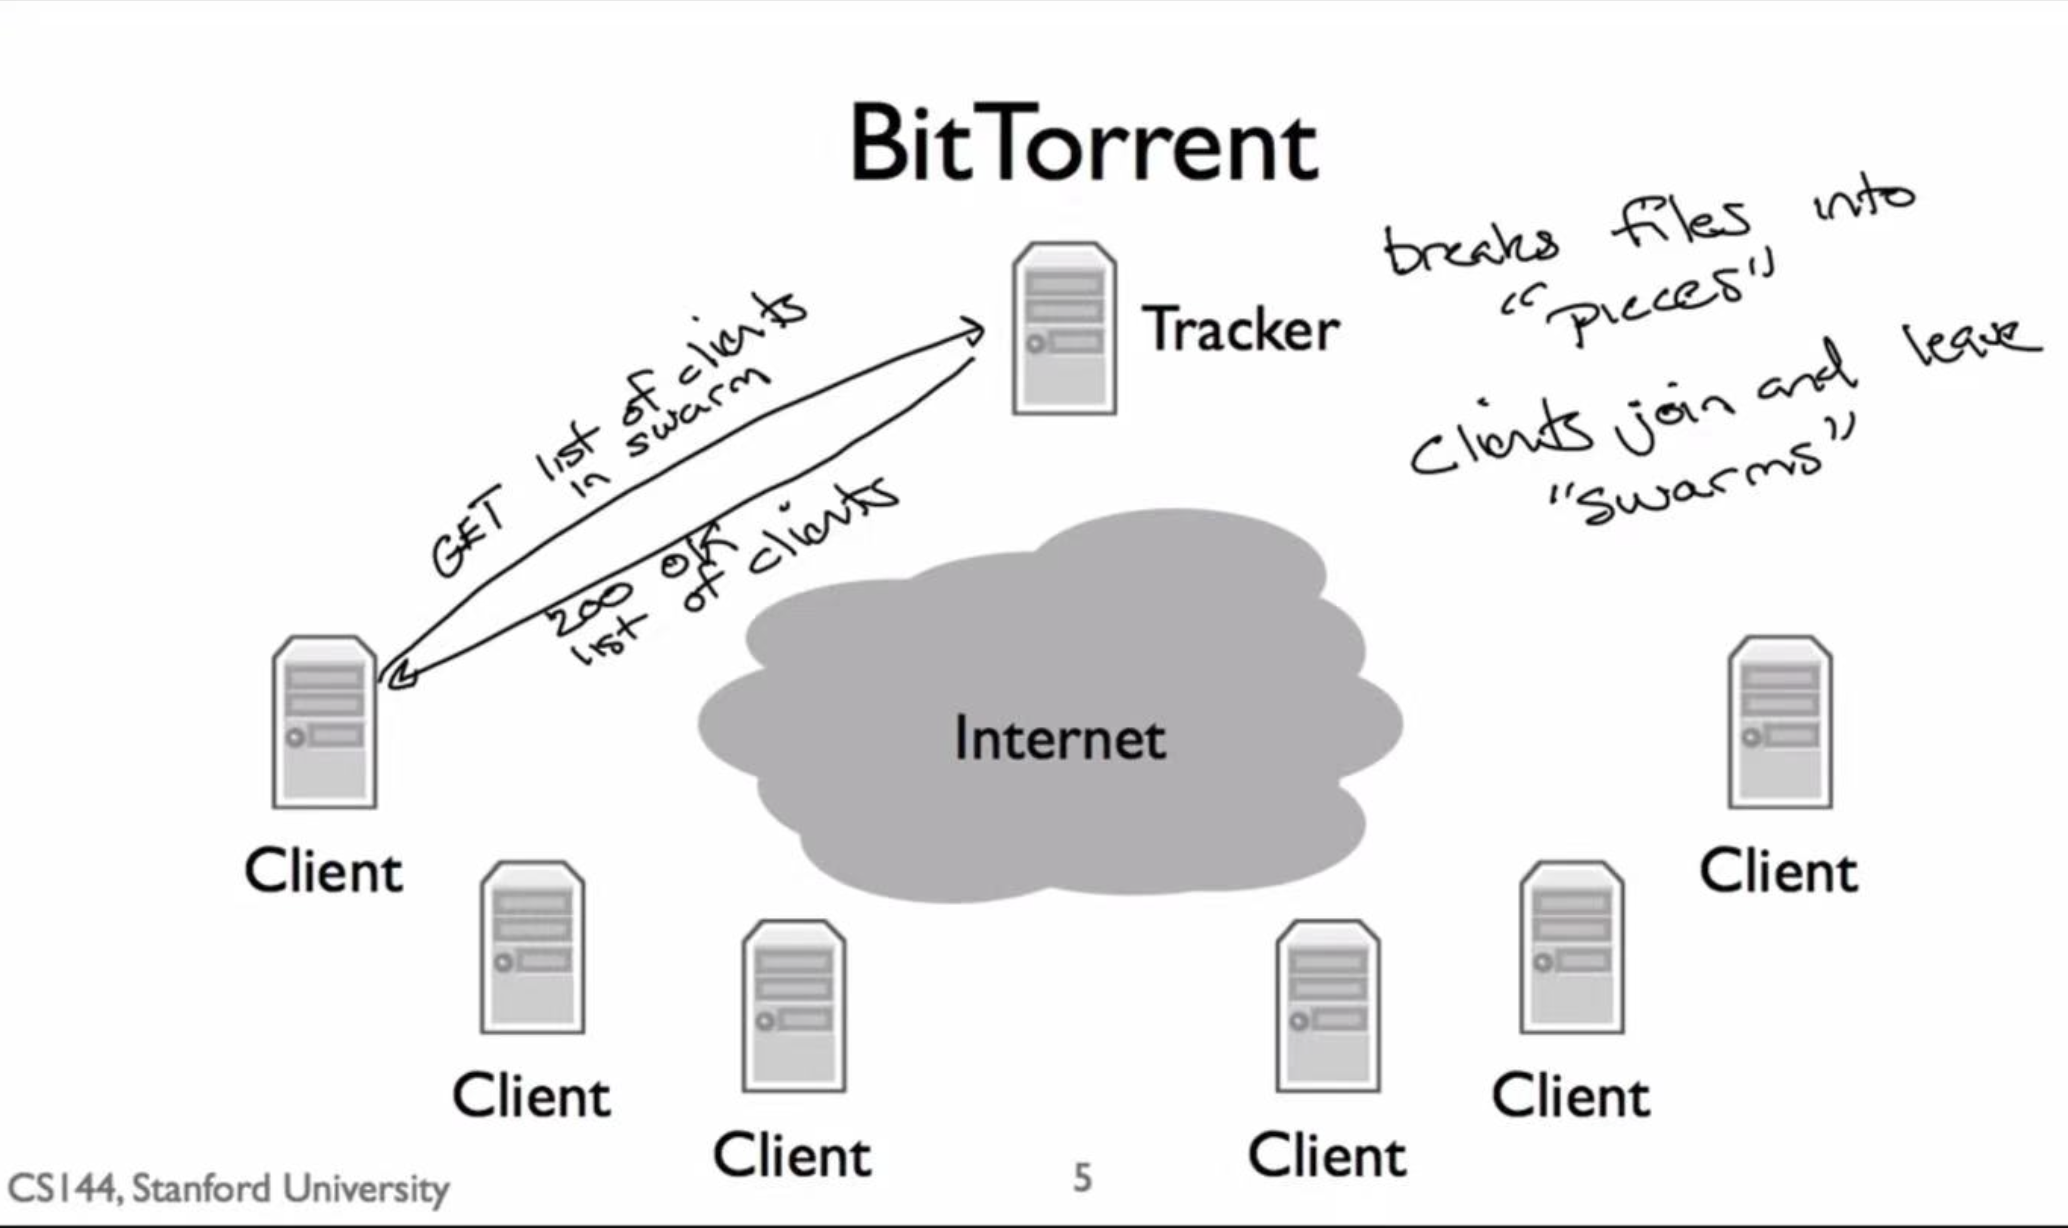 BitTorrent
breaks files into
"pieces"
Tracker
clients join and leave
"swarms"
GET list of clients
in swarm
200 OK
list of clients
Internet
Client
Client
Client
Client
Client
Client
CS144, Stanford University
5